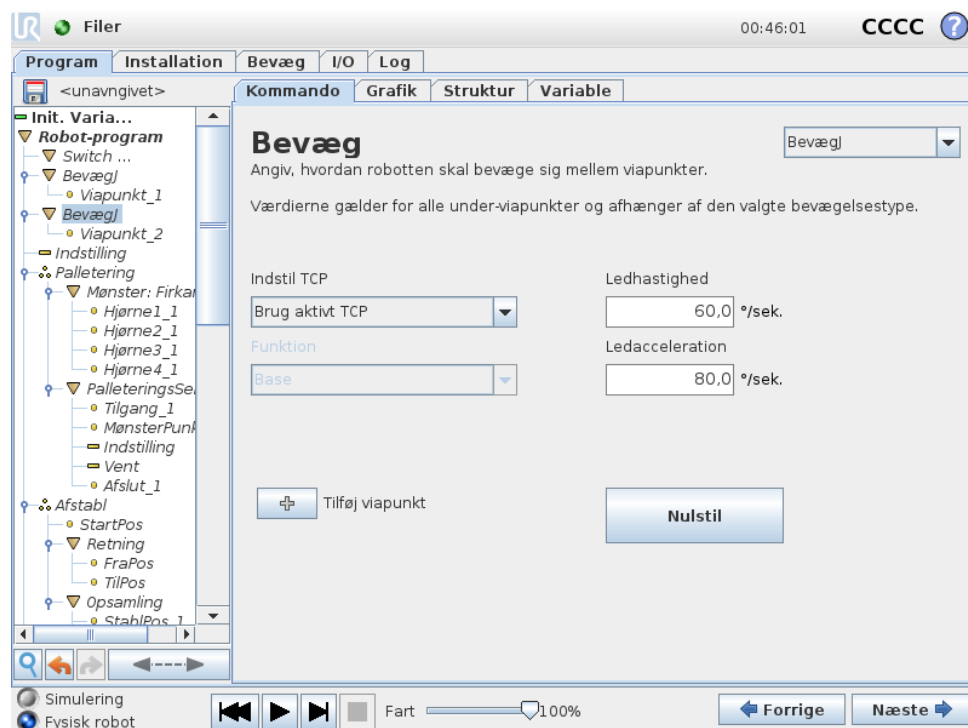 UR Filer 00:46:01 CCCC ?
Program Installation Bevæg I/O Log
<unavngivet>
Kommando Grafik Struktur Variable
Init. Varia...
Robot-program
Switch ...
BevægJ
Viapunkt_1
BevægJ
Viapunkt_2
Indstilling
Palletering
Mønster: Firkar
Hjørne1_1
Hjørne2_1
Hjørne3_1
Hjørne4_1
PalleteringsSe
Tilgang_1
MønsterPunk
Indstilling
Vent
Afslut_1
Afstabl
StartPos
Retning
FraPos
TilPos
Opsamling
StablPos_1
Bevæg
BevægJ
Angiv, hvordan robotten skal bevæge sig mellem viapunkter.
Værdierne gælder for alle under-viapunkter og afhænger af den valgte bevægelsestype.
Indstil TCP
Brug aktivt TCP
Funktion
Base
Ledhastighed
60,0 °/sek.
Ledacceleration
80,0 °/sek.
Tilføj viapunkt
Nulstil
Simulering
Fysisk robot
Fart 100%
Forrige
Næste